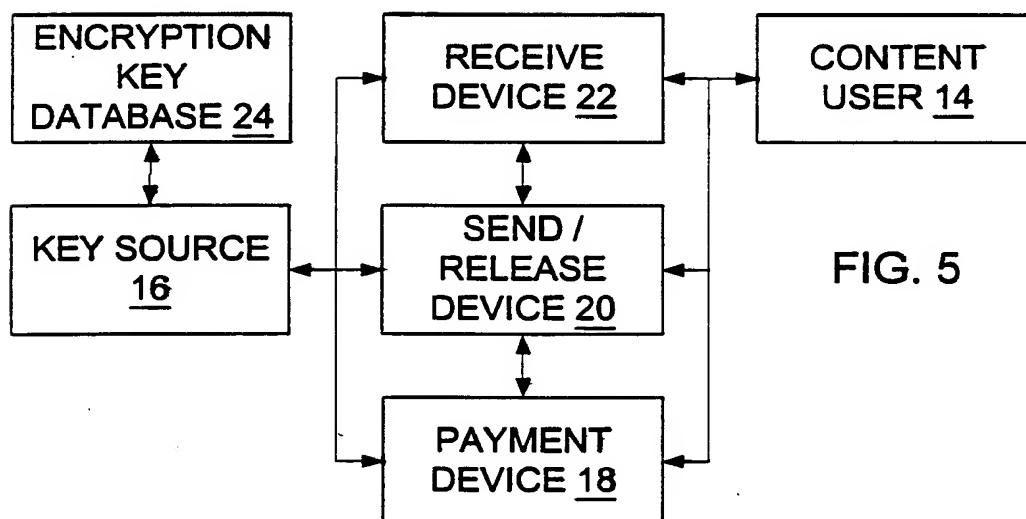 ENCRYPTION
KEY
DATABASE 24
RECEIVE
DEVICE 22
CONTENT
USER 14
KEY SOURCE
16
SEND /
RELEASE
DEVICE 20
FIG. 5
PAYMENT
DEVICE 18